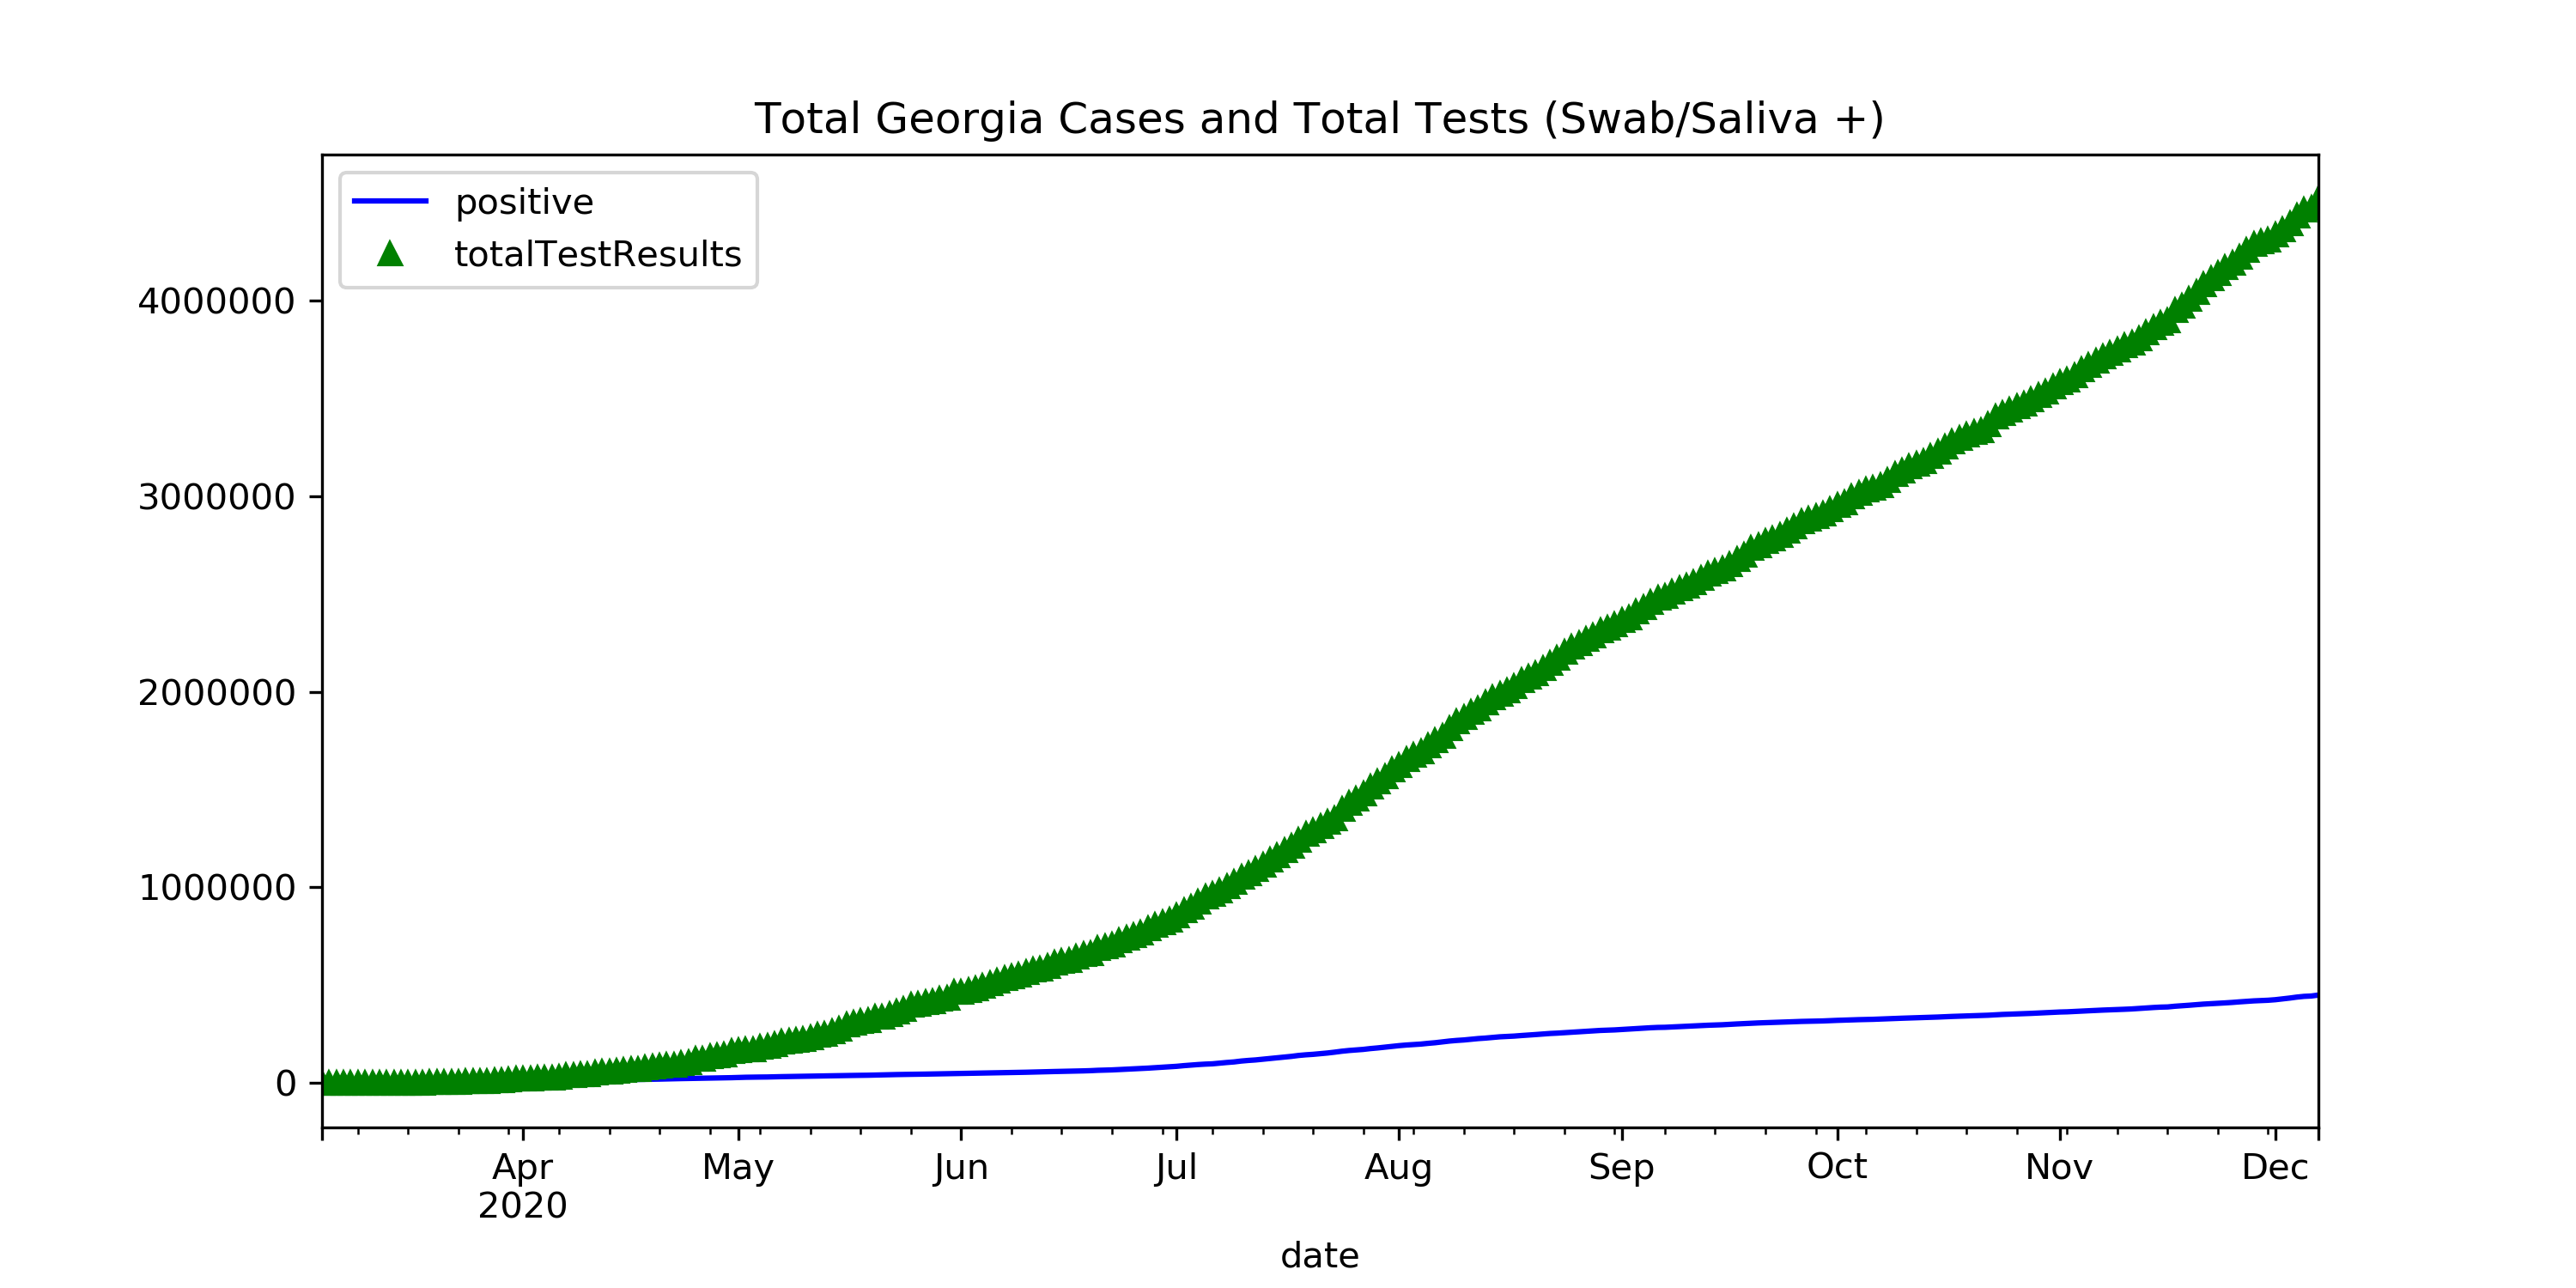 Total Georgia Cases and Total Tests (Swab/Saliva +)
positive
totalTestResults
4000000
3000000
2000000
1000000
0
Apr May Jun Jul Aug Sep Oct Nov Dec
2020
date